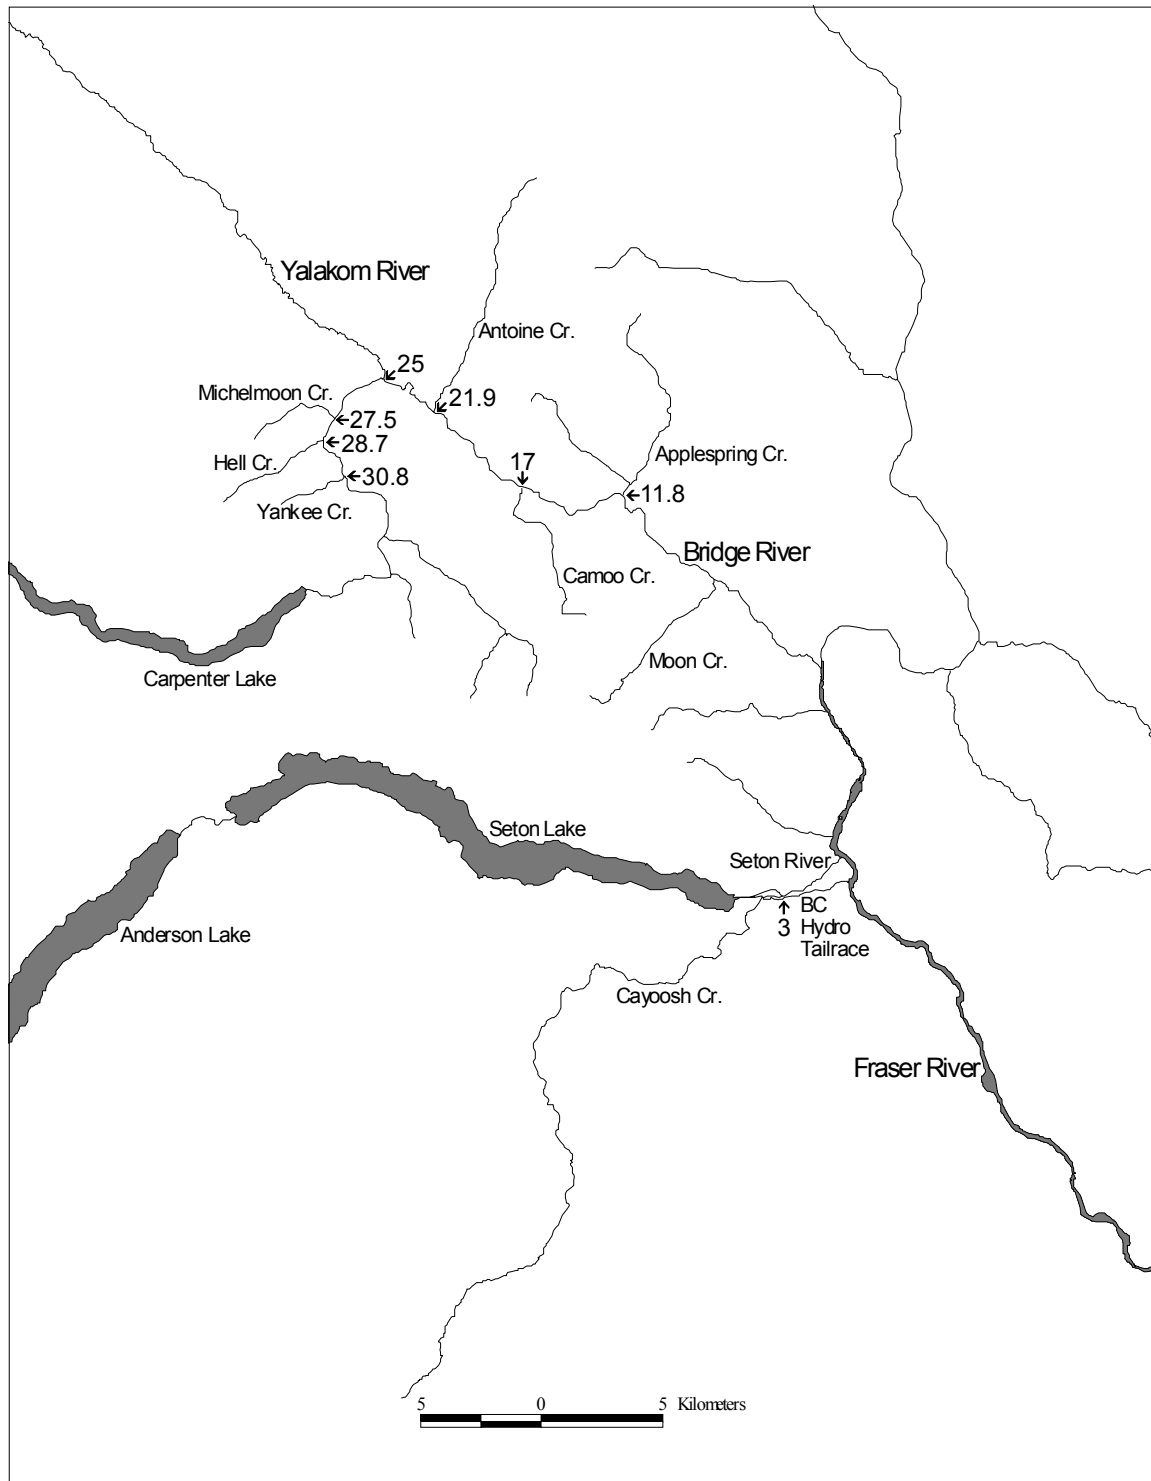 Yalakom River
Antoine Cr.
25
Michelmoon Cr.
21.9
27.5
28.7
Hell Cr.
17
Applespring Cr.
30.8
11.8
Yankee Cr.
Bridge River
Camoo Cr.
Moon Cr.
Carpenter Lake
Seton Lake
Seton River
BC
Hydro
Tailrace
3
Anderson Lake
Cayoosh Cr.
Fraser River
5 0 5 Kilometers